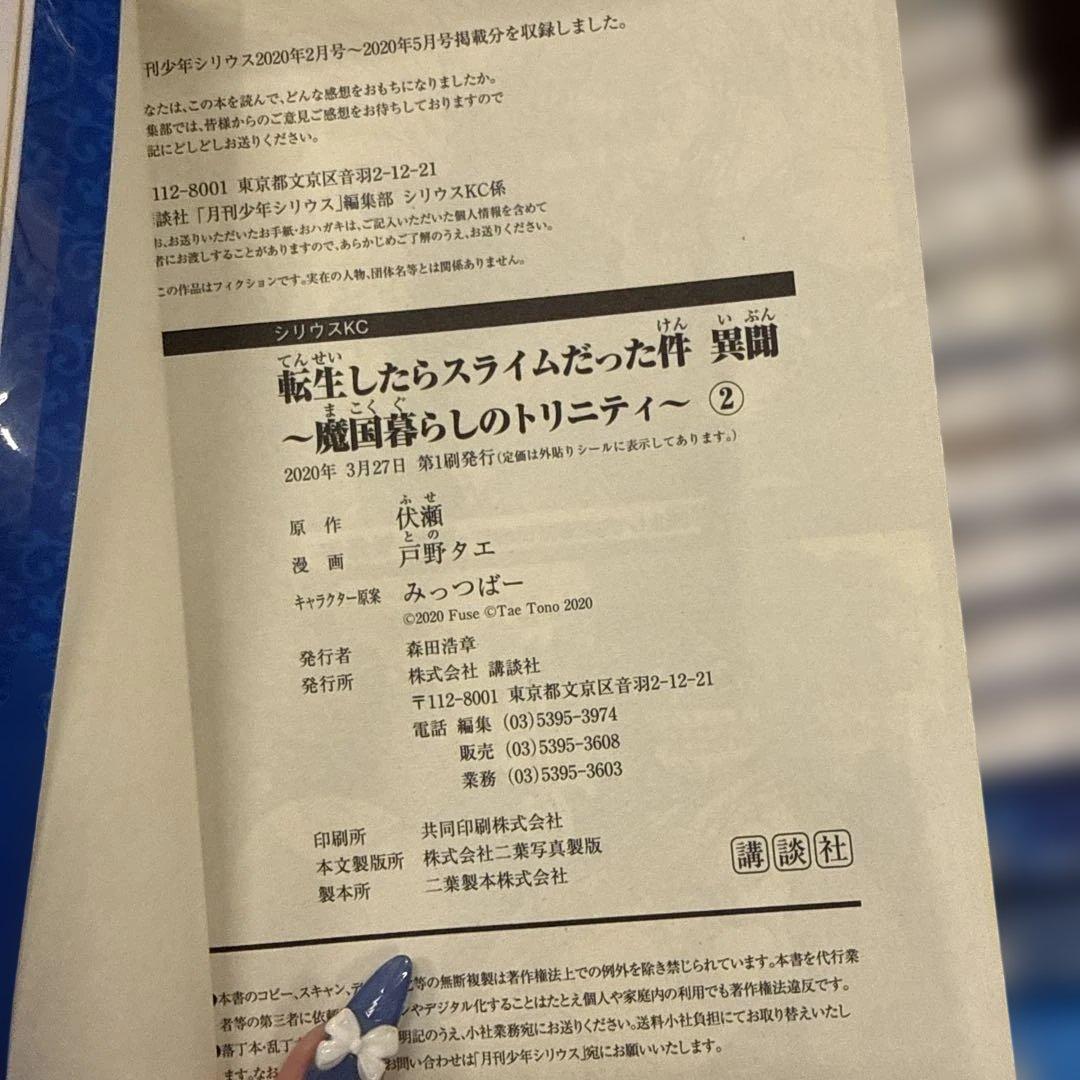 刊少年シリウス2020年2月号～2020年5月号掲載分を収録しました。
なたは、この本を読んで、どんな感想をおもちになりましたか。
集部では、皆様からのご意見ご感想をお待ちしておりますので
記にどしどしお送りください。
112-8001 東京都文京区音羽2-12-21
談社「月刊少年シリウス」編集部 シリウスKC係
お、お送りいただいたお手紙・おハガキは、ご記入いただいた個人情報を含めて
者にお渡しすることがありますので、あらかじめご了解のうえ、お送りください。
この作品はフィクションです。実在の人物、団体名等とは関係ありません。
シリウスKC
てんせい けん い ぶん
転生したらスライムだった件 異聞
ま こく ぐ
～魔国暮らしのトリニティ～ ②
2020年 3月27日 第1刷発行(定価は外貼りシールに表示してあります。)
ふ せ
原作 伏瀬
と の
漫画 戸野タエ
キャラクター原案 みっつばー
©2020 Fuse ©Tae Tono 2020
発行者 森田浩章
発行所 株式会社 講談社
〒112-8001 東京都文京区音羽2-12-21
電話 編集 (03)5395-3974
販売 (03)5395-3608
業務 (03)5395-3603
印刷所 共同印刷株式会社
本文製版所 株式会社二葉写真製版
製本所 二葉製本株式会社
講談社
●本書のコピー、スキャン、デ 化等の無断複製は著作権法上での例外を除き禁じられています。本書を代行業
者等の第三者に依頼 ンやデジタル化することはたとえ個人や家庭内の利用でも著作権法違反です。
●落丁本・乱丁 明記のうえ、小社業務宛にお送りください。送料小社負担にてお取り替えいたし
ます。なお お問い合わせは「月刊少年シリウス」宛にお願いいたします。